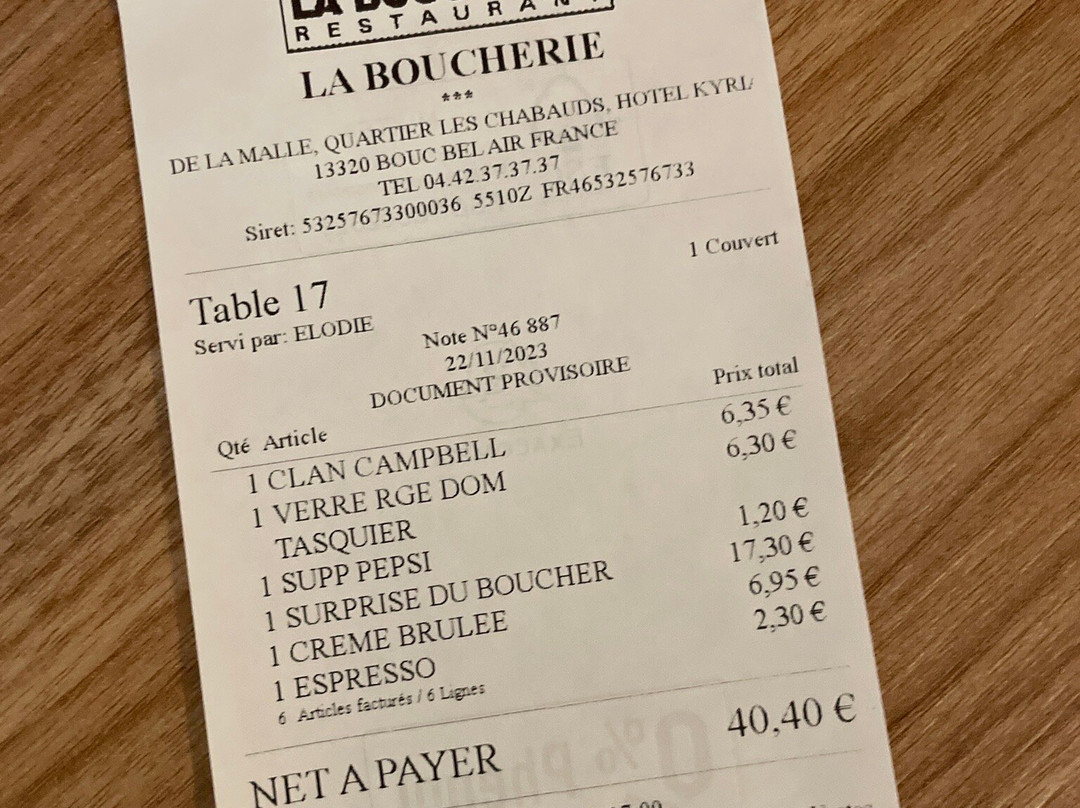 RESTAURANT
LA BOUCHERIE
***
DE LA MALLE, QUARTIER LES CHABAUDS, HOTEL
13320 BOUC BEL AIR FRANCE
TEL 04.42.37.37.37
Siret: 53257673300036 5510Z FR46532576733
1 Couvert
Table 17
Servi par: ELODIE
Note N°46 887
22/11/2023
DOCUMENT PROVISOIRE
Qté Article Prix total
1 CLAN CAMPBELL 6,35 €
1 VERRE RGE DOM 6,30 €
TASQUIER
1 SUPP PEPSI 1,20 €
1 SURPRISE DU BOUCHER 17,30 €
1 CREME BRULEE 6,95 €
1 ESPRESSO 2,30 €
6 Articles facturés / 6 Lignes
NET A PAYER 40,40 €